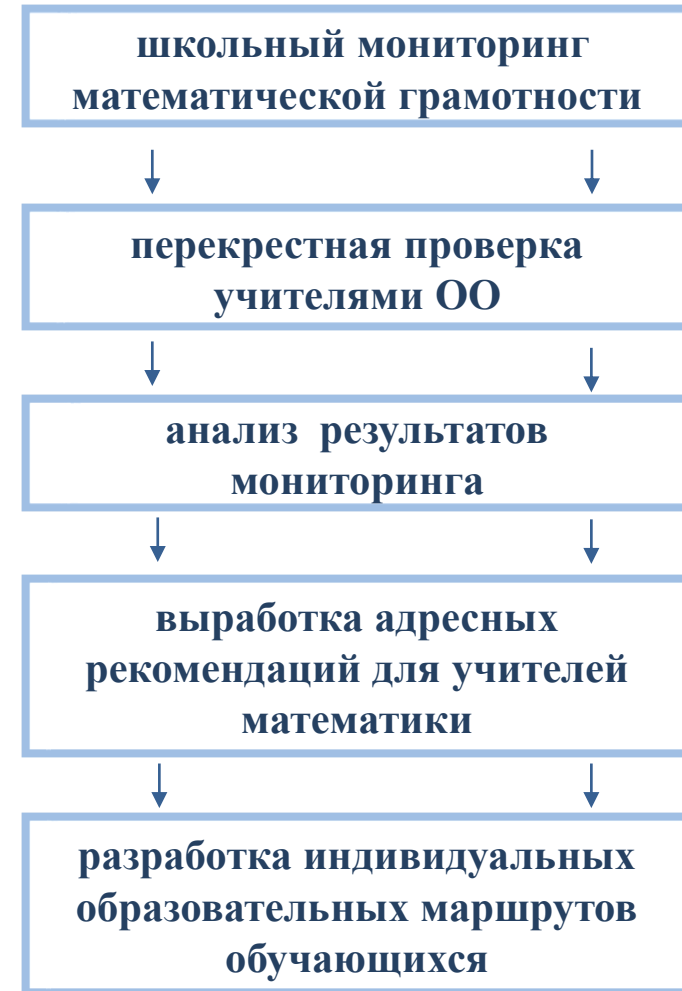 школьный мониторинг
математической грамотности
перекрестная проверка
учителями ОО
анализ результатов
мониторинга
выработка адресных
рекомендаций для учителей
математики
разработка индивидуальных
образовательных маршрутов
обучающихся